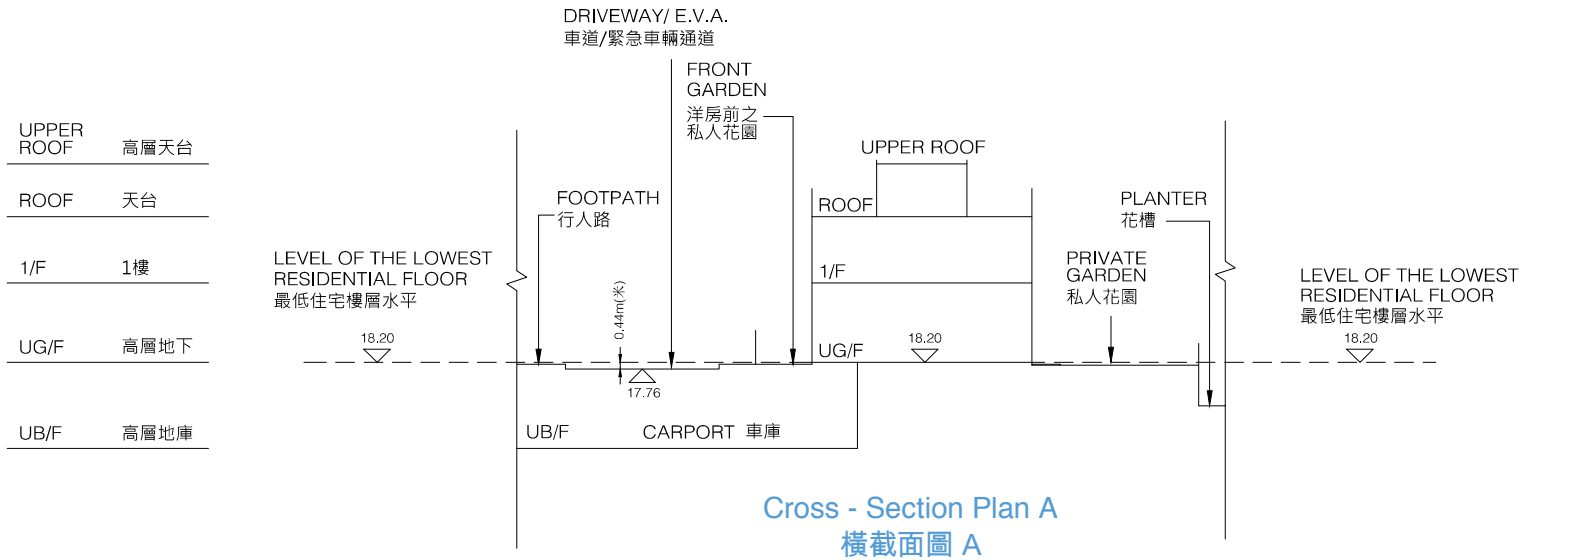 DRIVEWAY/ E.V.A.
車道/緊急車輛通道
FRONT
GARDEN
洋房前之
私人花園
UPPER
ROOF 高層天台
ROOF 天台
1/F 1樓
UG/F 高層地下
UB/F 高層地庫
LEVEL OF THE LOWEST
RESIDENTIAL FLOOR
最低住宅樓層水平
18.20
FOOTPATH
行人路
0.44m(米)
17.76
UPPER ROOF
ROOF
1/F
UG/F
18.20
UB/F CARPORT 車庫
PRIVATE
GARDEN
私人花園
PLANTER
花槽
LEVEL OF THE LOWEST
RESIDENTIAL FLOOR
最低住宅樓層水平
18.20
Cross - Section Plan A
橫截面圖 A